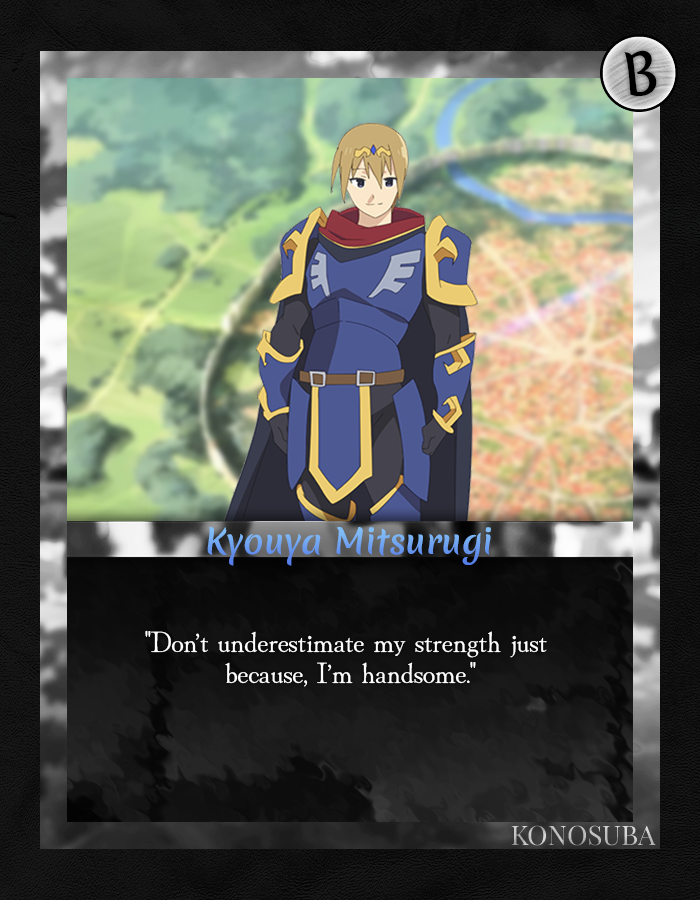 B
Kyouya Mitsurugi
"Don't underestimate my strength just
because, I'm handsome."
KONOSUBA